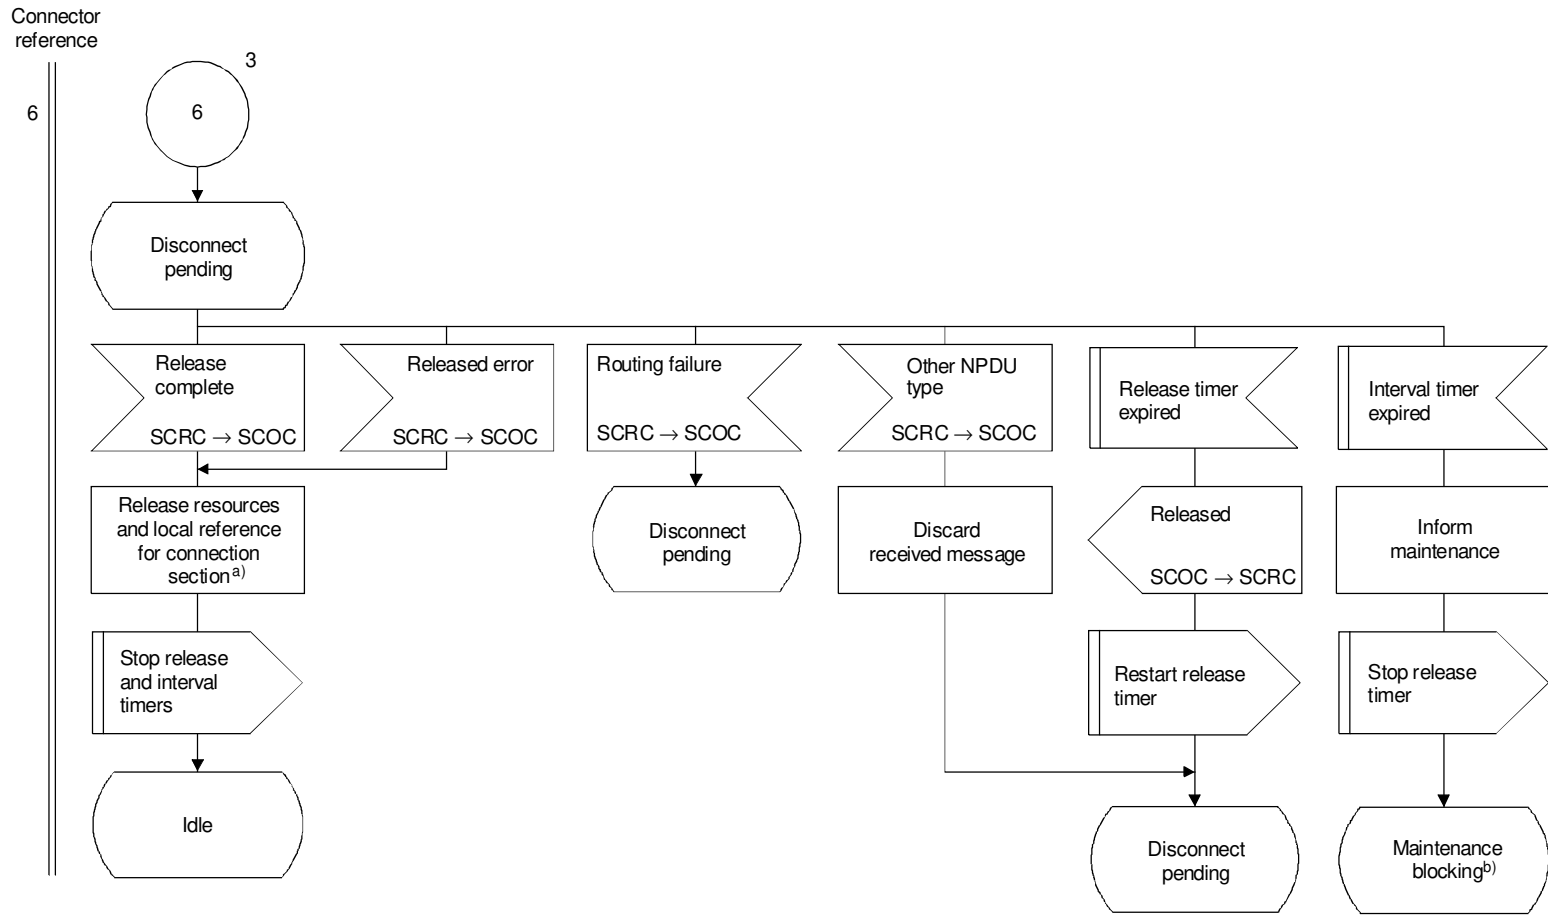 Connector
reference
3
6
6
Disconnect
pending
Release
complete
SCRC → SCOC
Released error
SCRC → SCOC
Routing failure
SCRC → SCOC
Other NPDU
type
SCRC → SCOC
Release timer
expired
Interval timer
expired
Release resources
and local reference
for connection
section a)
Disconnect
pending
Discard
received message
Released
SCOC → SCRC
Inform
maintenance
Stop release
and interval
timers
Restart release
timer
Stop release
timer
Idle
Disconnect
pending
Maintenance
blocking b)